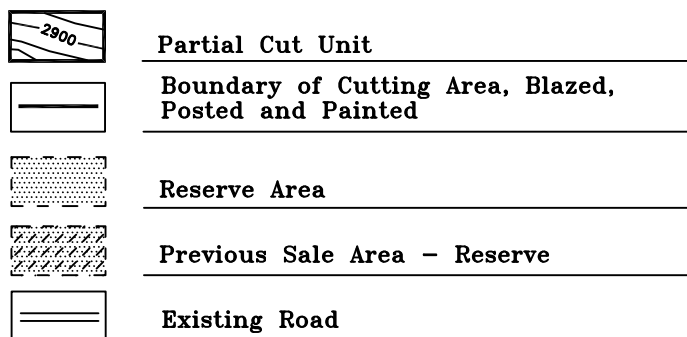 2900
Partial Cut Unit
Boundary of Cutting Area, Blazed,
Posted and Painted
Reserve Area
Previous Sale Area - Reserve
Existing Road